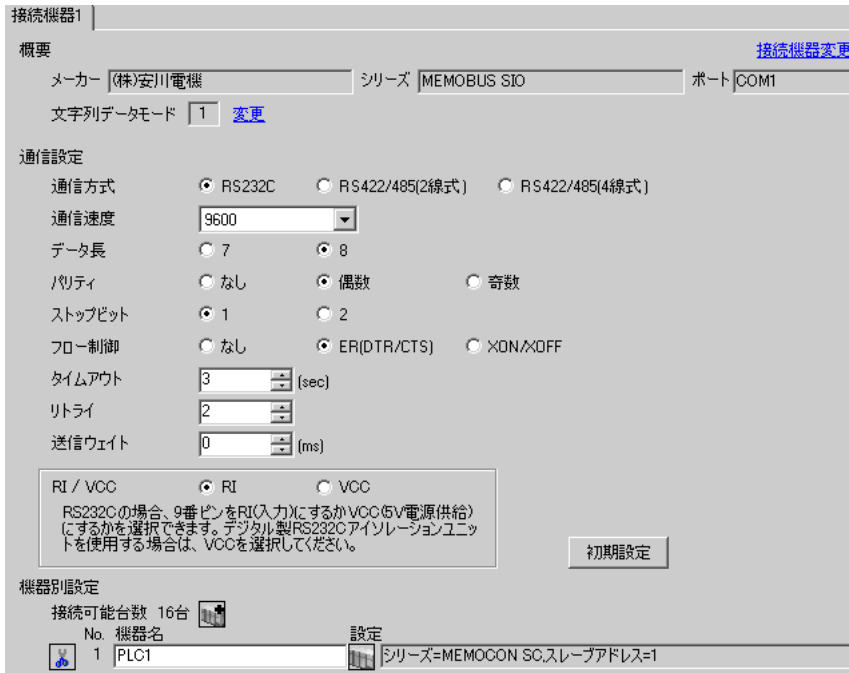 接続機器1
概要 接続機器変更
メーカー (株)安川電機 シリーズ MEMOBUS SIO ポート COM1
文字列データモード 1 変更
通信設定
通信方式 RS232C RS422/485(2線式) RS422/485(4線式)
通信速度 9600
データ長 7 8
パリティ なし 偶数 奇数
ストップビット 1 2
フロー制御 なし ER(DTR/CTS) XON/XOFF
タイムアウト 3 (sec)
リトライ 2
送信ウェイト 0 (ms)
RI / VCC RI VCC
RS232Cの場合、9番ピンをRI(入力)にするかVCC(5V電源供給)
にするかを選択できます。デジタル製RS232Cアイソレーションユニッ
トを使用する場合は、VCCを選択してください。
初期設定
機器別設定
接続可能台数 16台
No. 機器名 設定
1 PLC1 シリーズ=MEMOCON SC,スレーブアドレス=1